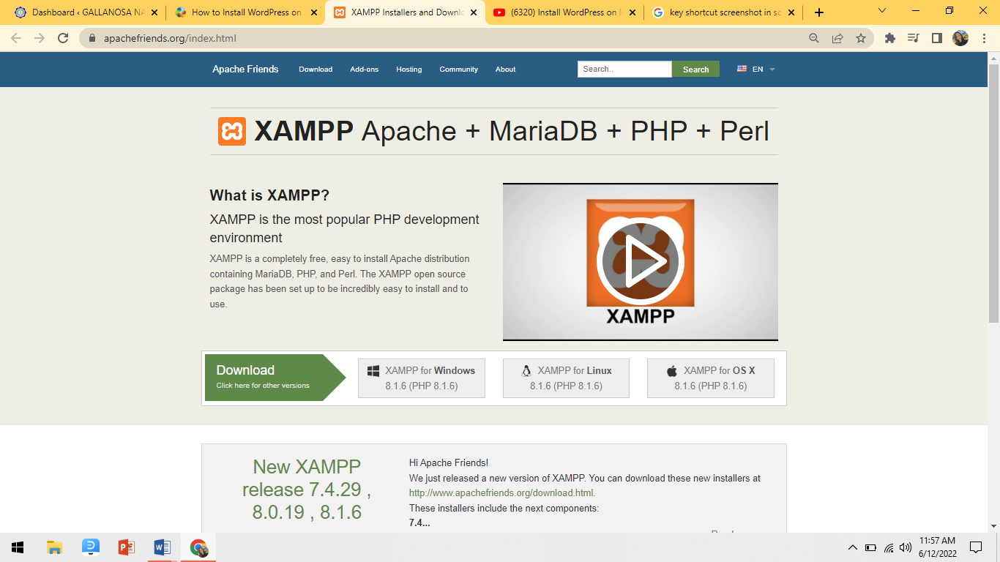 Dashboard ‹ GALLANOSA NA
How to Install WordPress on
XAMPP Installers and Downlo
(6320) Install WordPress on l
key shortcut screenshot in sc
apachefriends.org/index.html
Apache Friends Download Add-ons Hosting Community About Search.. Search EN
XAMPP Apache + MariaDB + PHP + Perl
What is XAMPP?
XAMPP is the most popular PHP development
environment
XAMPP is a completely free, easy to install Apache distribution
containing MariaDB, PHP, and Perl. The XAMPP open source
package has been set up to be incredibly easy to install and to
use.
XAMPP
Download
Click here for other versions
XAMPP for Windows
8.1.6 (PHP 8.1.6)
XAMPP for Linux
8.1.6 (PHP 8.1.6)
XAMPP for OS X
8.1.6 (PHP 8.1.6)
New XAMPP
release 7.4.29 ,
8.0.19 , 8.1.6
Hi Apache Friends!
We just released a new version of XAMPP. You can download these new installers at
http://www.apachefriends.org/download.html.
These installers include the next components:
7.4...
11:57 AM
6/12/2022